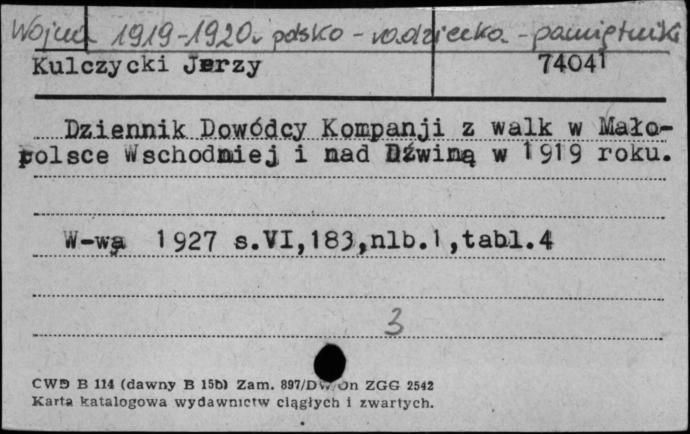 Wojna 1919-1920r polsko - radziecka - pamiętniki
Kulczycki Jerzy 74041
Dziennik Dowódcy Kompanji z walk w Mało-
polsce Wschodniej i nad Dźwiną w 1919 roku.
W-wa 1927 s.VI,183,nlb.1,tabl.4
3
CWD B 114 (dawny B 15b) Zam. 897/DW/On ZGG 2542
Karta katalogowa wydawnictw ciągłych i zwartych.